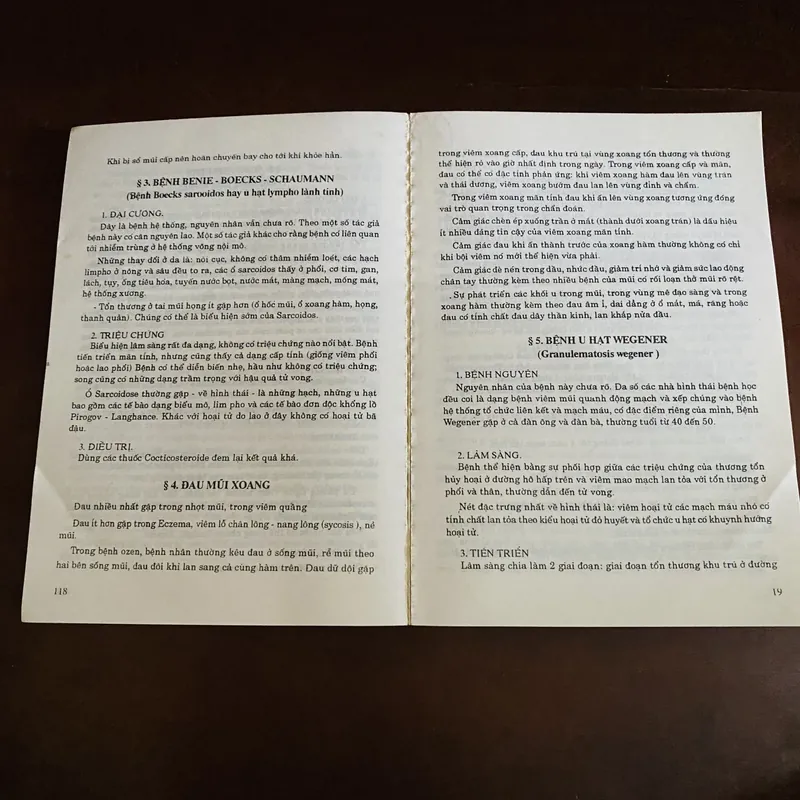 Khi bị sổ mũi cấp nên hoãn chuyến bay cho tới khi khỏe hẳn.
§ 3. BỆNH BENIE - BOECKS - SCHAUMANN
(Bệnh Boecks sarooidos hay u hạt lympho lành tính)
1. ĐẠI CƯƠNG.
Đây là bệnh hệ thống, nguyên nhân vẫn chưa rõ. Theo một số tác giả
bệnh này có căn nguyên lao. Một số tác giả khác cho rằng bệnh có liên quan
tới nhiễm trùng ở hệ thống võng nội mô.
Những thay đổi ở da là: nổi cục, không có thâm nhiễm loét, các hạch
limpho ở nông và sâu đều to ra, các ổ sarcoidos thấy ở phổi, cơ tim, gan,
lách, tụy, ống tiêu hóa, tuyến nước bọt, nước mắt, màng mạch, mống mắt,
hệ thống xương.
- Tổn thương ở tai mũi họng ít gặp hơn (ổ hốc mũi, ổ xoang hàm, họng,
thanh quản). Chúng có thể là biểu hiện sớm của Sarcoidos.
2. TRIỆU CHỨNG
Biểu hiện lâm sàng rất đa dạng, không có triệu chứng nào nổi bật. Bệnh
tiến triển mãn tính, nhưng cũng thấy cả dạng cấp tính (giống viêm phổi
hoặc lao phổi) Bệnh có thể diễn biến nhẹ, hầu như không có triệu chứng;
song cũng có những dạng trầm trọng với hậu quả tử vong.
Ổ Sarcoidose thường gặp - về hình thái - là những hạch, những u hạt
bao gồm các tế bào dạng biểu mô, lim pho và các tế bào đơn độc khổng lồ
Pirogov - Langhance. Khác với hoại tử do lao ở đây không có hoại tử bã
đậu.
3. ĐIỀU TRỊ.
Dùng các thuốc Cocticosteroide đem lại kết quả khá.
§ 4. ĐAU MŨI XOANG
Đau nhiều nhất gặp trong nhọt mũi, trong viêm quầng
Đau ít hơn gặp trong Eczema, viêm lỗ chân lông - nang lông (sycosis ), nẻ
mũi.
Trong bệnh ozen, bệnh nhân thường kêu đau ở sống mũi, rễ mũi theo
hai bên sống mũi, đau đôi khi lan sang cả cùng hàm trên. Đau dữ dội gặp
118
trong viêm xoang cấp, đau khu trú tại vùng xoang tổn thương và thường
thể hiện rõ vào giờ nhất định trong ngày. Trong viêm xoang cấp và mãn,
đau có thể có đặc tính phản ứng: khi viêm xoang hàm đau lên vùng trán
và thái dương, viêm xoang bướm đau lan lên vùng đỉnh và chẩm.
Trong viêm xoang mãn tính đau khi ấn lên vùng xoang tương ứng đóng
vai trò quan trọng trong chẩn đoán.
Cảm giác chèn ép xuống trần ổ mắt (thành dưới xoang trán) là dấu hiệu
ít nhiều đáng tin cậy của viêm xoang mãn tính.
Cảm giác đau khi ấn thành trước của xoang hàm thường không có chỉ
khi bội viêm nó mới thể hiện vừa phải.
Cảm giác đè nén trong đầu, nhức đầu, giảm trí nhớ và giảm sức lao động
chân tay thường kèm theo nhiều bệnh của mũi có rối loạn thở mũi rõ rệt.
. Sự phát triển các khối u trong mũi, trong vùng mê đạo sàng và trong
xoang hàm thường kèm theo đau âm ỉ, dai dẳng ở ổ mắt, má, răng hoặc
đau có tính chất đau dây thần kinh, lan khắp nửa đầu.
§ 5. BỆNH U HẠT WEGENER
(Granulematosis wegener )
1. BỆNH NGUYÊN
Nguyên nhân của bệnh này chưa rõ. Đa số các nhà hình thái bệnh học
đều coi là dạng bệnh viêm mũi quanh động mạch và xếp chúng vào bệnh
hệ thống tổ chức liên kết và mạch máu, có đặc điểm riêng của mình, Bệnh
Wegener gặp ở cả đàn ông và đàn bà, thường tuổi từ 40 đến 50.
2. LÂM SÀNG.
Bệnh thể hiện bằng sự phối hợp giữa các triệu chứng của thương tổn
hủy hoại ở đường hô hấp trên và viêm mao mạch lan tỏa với tổn thương ở
phổi và thận, thường dẫn đến tử vong.
Nét đặc trưng nhất về hình thái là: viêm hoại tử các mạch máu nhỏ có
tính chất lan tỏa theo kiểu hoại tử đỏ huyết và tổ chức u hạt có khuynh hướng
hoại tử.
3. TIẾN TRIỂN
Lâm sàng chia làm 2 giai đoạn: giai đoạn tổn thương khu trú ở đường
19